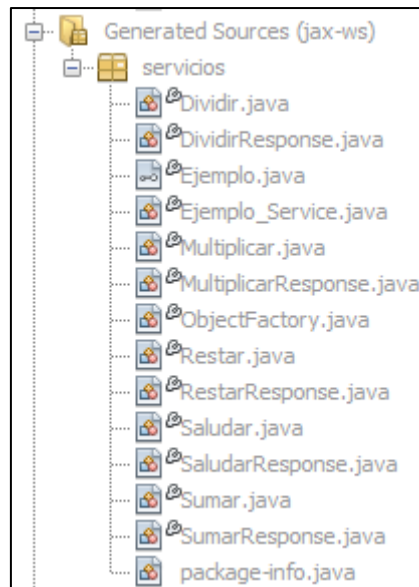 Generated Sources (jax-ws)
servicios
Dividir.java
DividirResponse.java
Ejemplo.java
Ejemplo_Service.java
Multiplicar.java
MultiplicarResponse.java
ObjectFactory.java
Restar.java
RestarResponse.java
Saludar.java
SaludarResponse.java
Sumar.java
SumarResponse.java
package-info.java